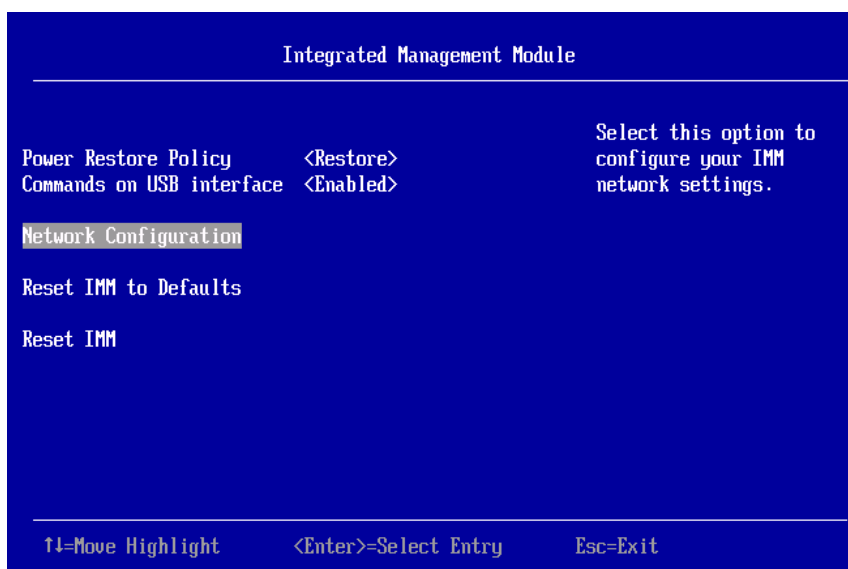 Integrated Management Module
Power Restore Policy <Restore>
Commands on USB interface <Enabled>
Network Configuration
Reset IMM to Defaults
Reset IMM
Select this option to
configure your IMM
network settings.
↑↓=Move Highlight <Enter>=Select Entry Esc=Exit